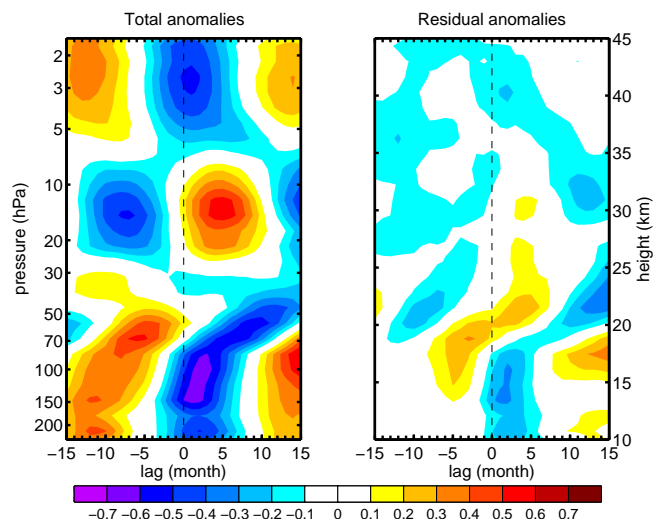 Total anomalies
Residual anomalies
2
3
5
10
20
30
50
70
100
150
200
pressure (hPa)
−15 −10 −5 0 5 10 15
lag (month)
−15 −10 −5 0 5 10 15
lag (month)
45
40
35
30
25
20
15
10
height (km)
−0.7 −0.6 −0.5 −0.4 −0.3 −0.2 −0.1 0 0.1 0.2 0.3 0.4 0.5 0.6 0.7